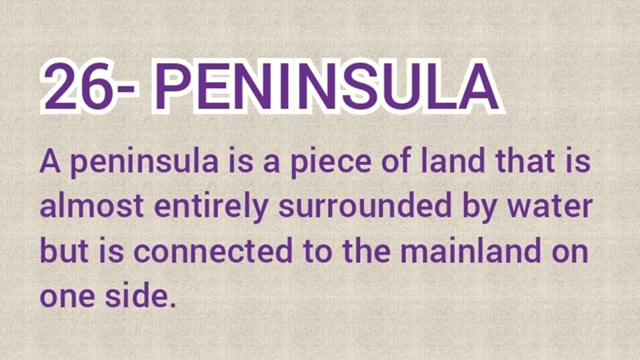 26- PENINSULA
A peninsula is a piece of land that is
almost entirely surrounded by water
but is connected to the mainland on
one side.